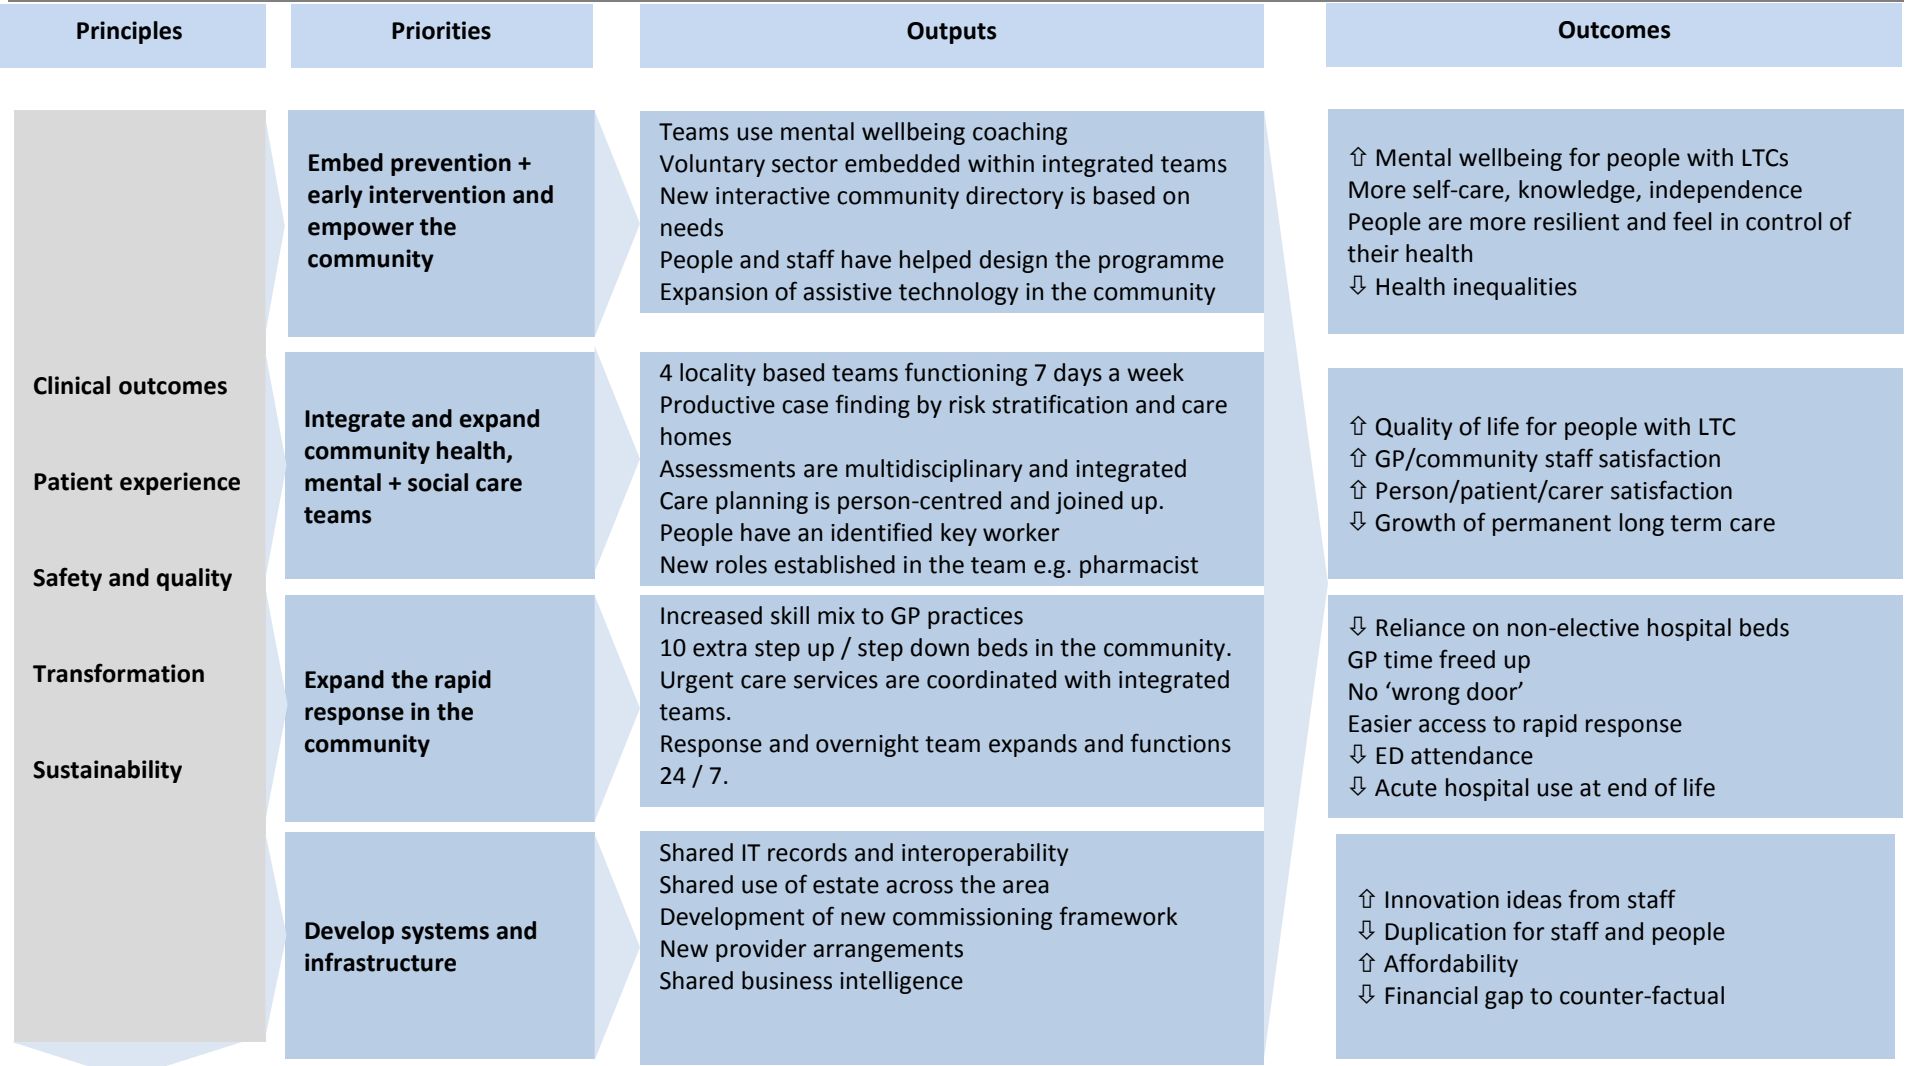 Principles
Priorities
Outputs
Outcomes
Clinical outcomes
Patient experience
Safety and quality
Transformation
Sustainability
Embed prevention +
early intervention and
empower the
community
Teams use mental wellbeing coaching
Voluntary sector embedded within integrated teams
New interactive community directory is based on
needs
People and staff have helped design the programme
Expansion of assistive technology in the community
⇧ Mental wellbeing for people with LTCs
More self-care, knowledge, independence
People are more resilient and feel in control of
their health
⇩ Health inequalities
Integrate and expand
community health,
mental + social care
teams
4 locality based teams functioning 7 days a week
Productive case finding by risk stratification and care
homes
Assessments are multidisciplinary and integrated
Care planning is person-centred and joined up.
People have an identified key worker
New roles established in the team e.g. pharmacist
⇧ Quality of life for people with LTC
⇧ GP/community staff satisfaction
⇧ Person/patient/carer satisfaction
⇩ Growth of permanent long term care
Expand the rapid
response in the
community
Increased skill mix to GP practices
10 extra step up / step down beds in the community.
Urgent care services are coordinated with integrated
teams.
Response and overnight team expands and functions
24 / 7.
⇩ Reliance on non-elective hospital beds
GP time freed up
No ‘wrong door’
Easier access to rapid response
⇩ ED attendance
⇩ Acute hospital use at end of life
Develop systems and
infrastructure
Shared IT records and interoperability
Shared use of estate across the area
Development of new commissioning framework
New provider arrangements
Shared business intelligence
⇧ Innovation ideas from staff
⇩ Duplication for staff and people
⇧ Affordability
⇩ Financial gap to counter-factual